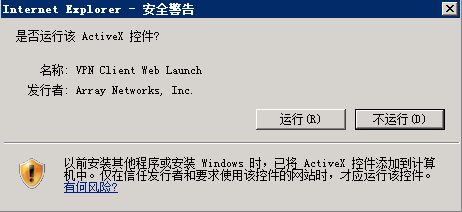 Internet Explorer - 安全警告
是否运行该 ActiveX 控件?
名称: VPN Client Web Launch
发行者: Array Networks, Inc.
运行(R) 不运行(D)
以前安装其他程序或安装 Windows 时，已将 ActiveX 控件添加到计算
机中。仅在信任发行者和要求使用该控件的网站时，才应运行该控件。
有何风险?